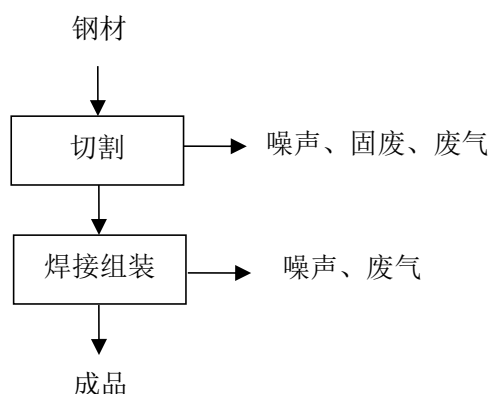 钢材
切割
噪声、固废、废气
焊接组装
噪声、废气
成品